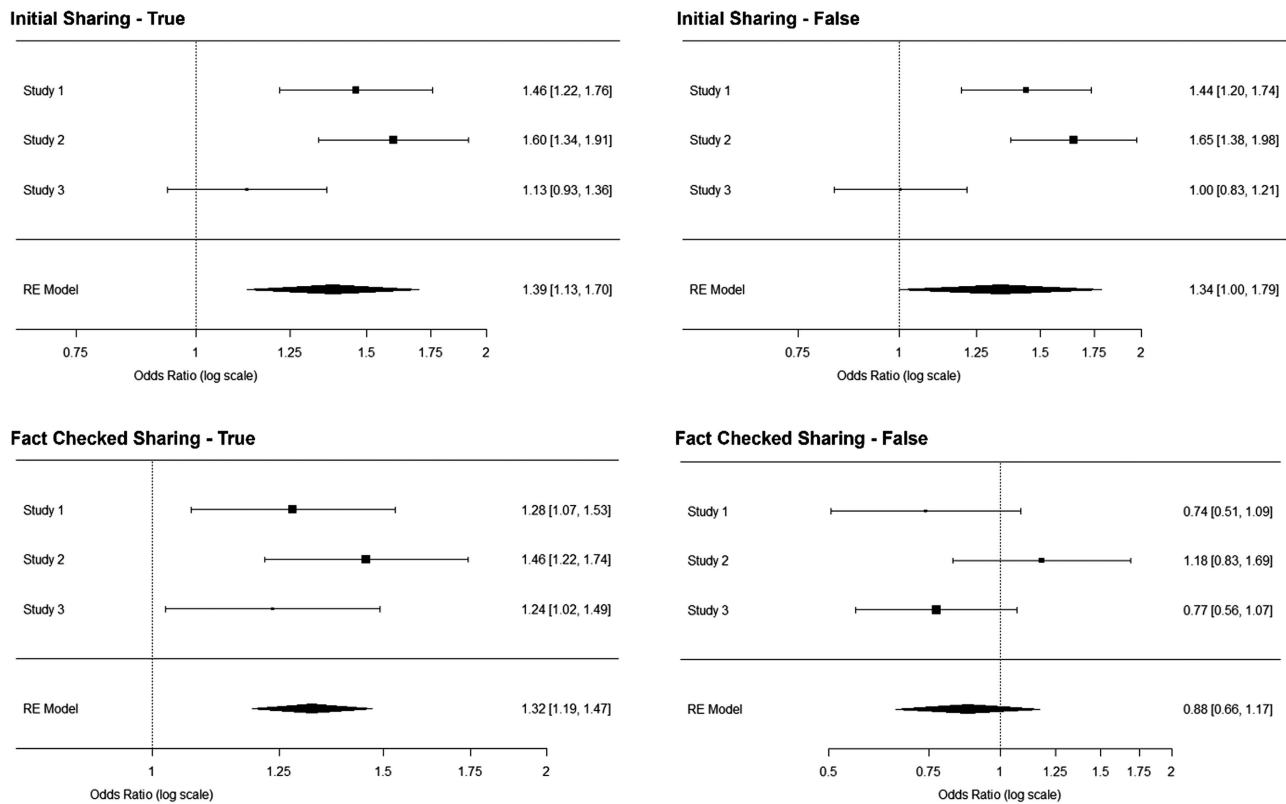 Initial Sharing - True
Study 1 1.46 [1.22, 1.76]
Study 2 1.60 [1.34, 1.91]
Study 3 1.13 [0.93, 1.36]
RE Model 1.39 [1.13, 1.70]
0.75 1 1.25 1.5 1.75 2
Odds Ratio (log scale)
Initial Sharing - False
Study 1 1.44 [1.20, 1.74]
Study 2 1.65 [1.38, 1.98]
Study 3 1.00 [0.83, 1.21]
RE Model 1.34 [1.00, 1.79]
0.75 1 1.25 1.5 1.75 2
Odds Ratio (log scale)
Fact Checked Sharing - True
Study 1 1.28 [1.07, 1.53]
Study 2 1.46 [1.22, 1.74]
Study 3 1.24 [1.02, 1.49]
RE Model 1.32 [1.19, 1.47]
1 1.25 1.5 1.75 2
Odds Ratio (log scale)
Fact Checked Sharing - False
Study 1 0.74 [0.51, 1.09]
Study 2 1.18 [0.83, 1.69]
Study 3 0.77 [0.56, 1.07]
RE Model 0.88 [0.66, 1.17]
0.5 0.75 1 1.25 1.5 1.75 2
Odds Ratio (log scale)